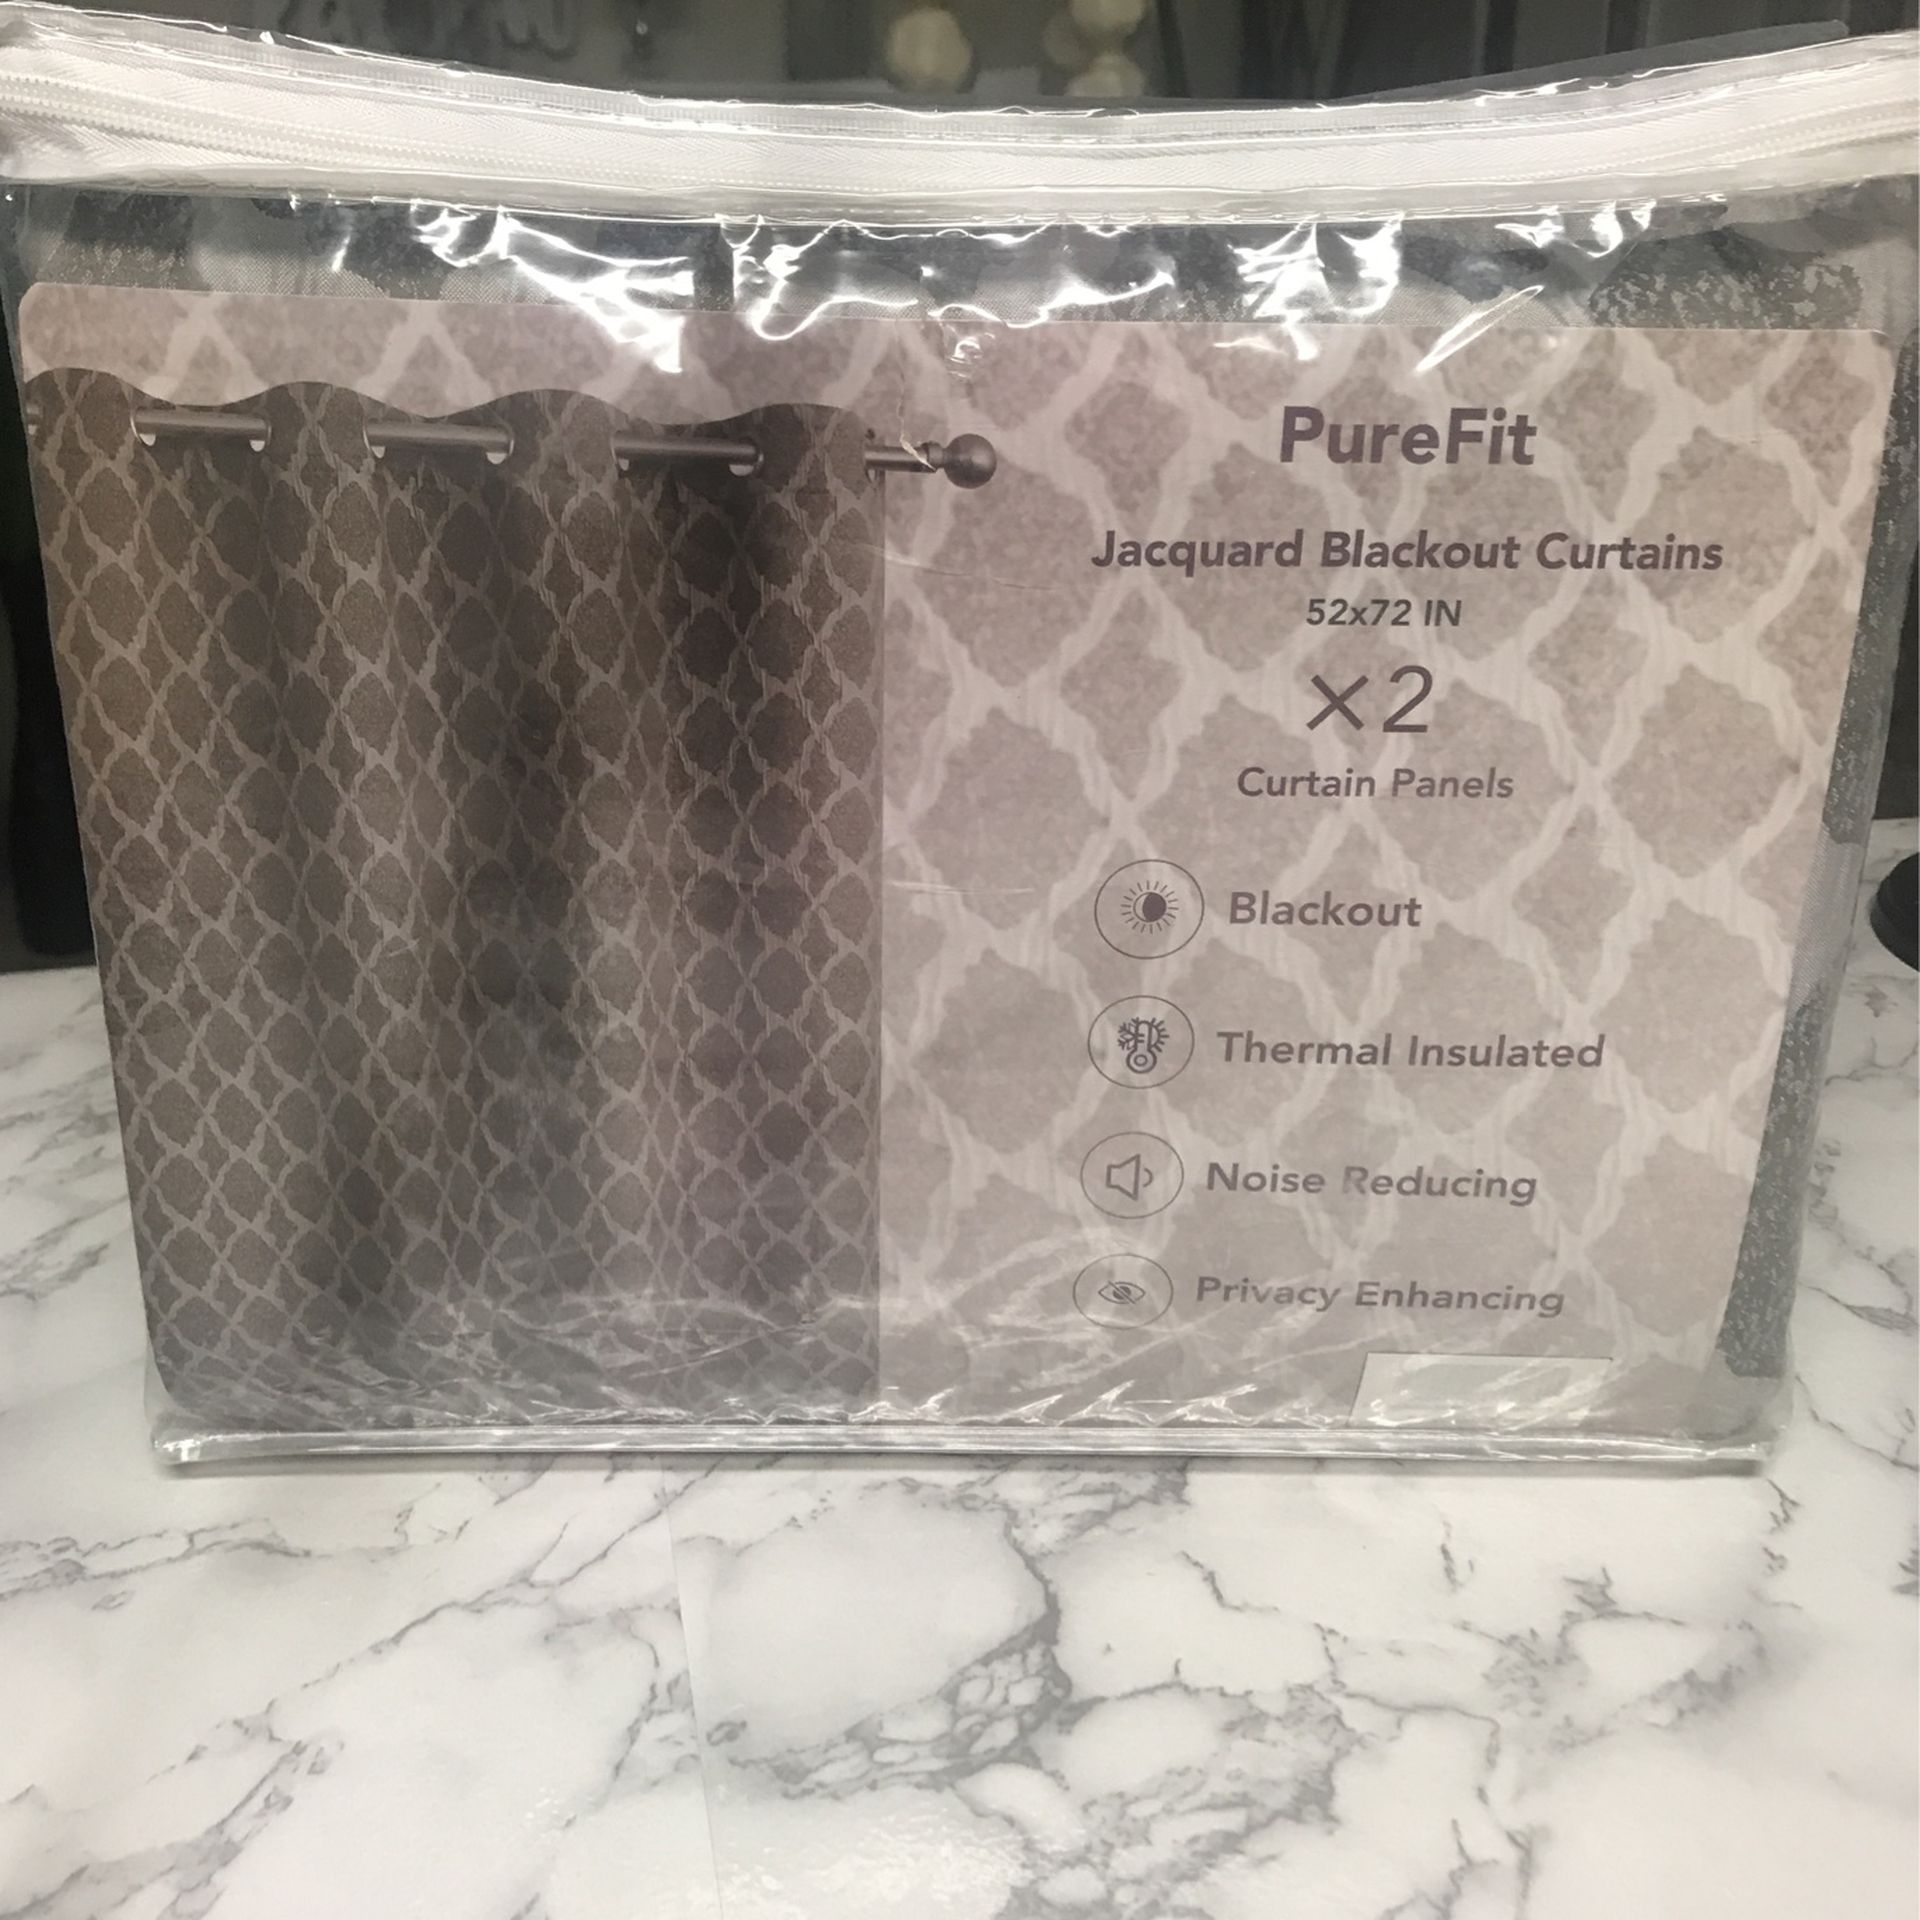 PureFit
Jacquard Blackout Curtains
52x72 IN
×2
Curtain Panels
Blackout
Thermal Insulated
Noise Reducing
Privacy Enhancing